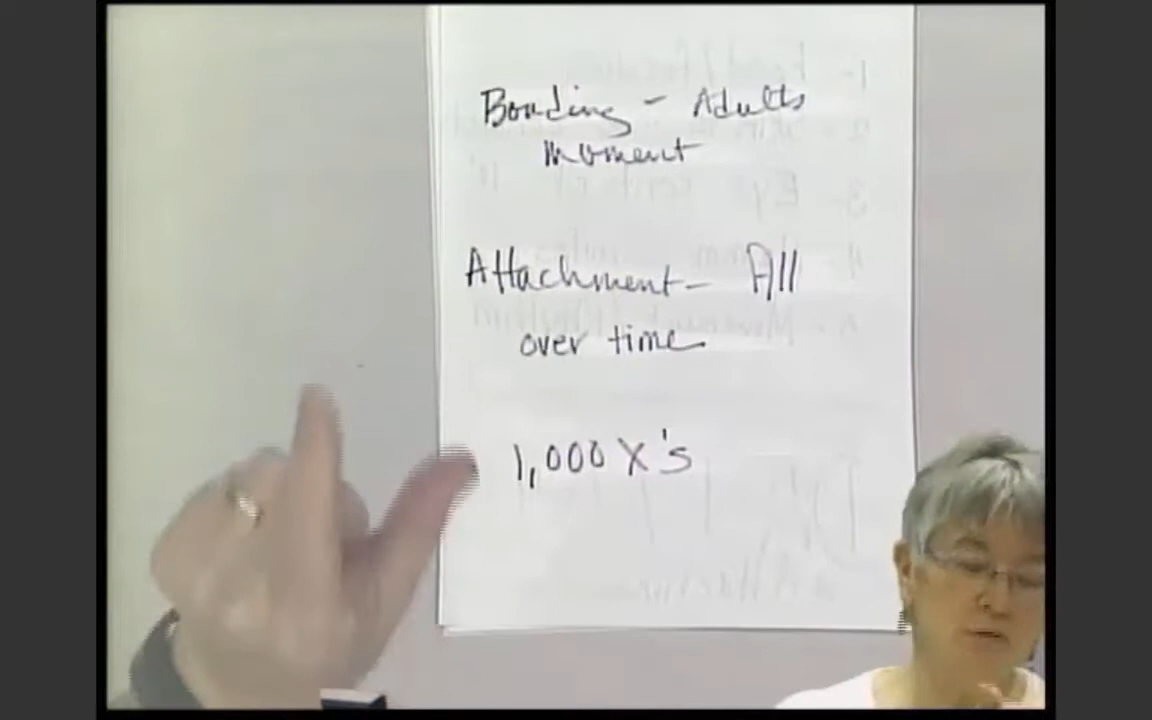 Bonding - Adults
Moment
Attachment- All
over time
1,000 X's